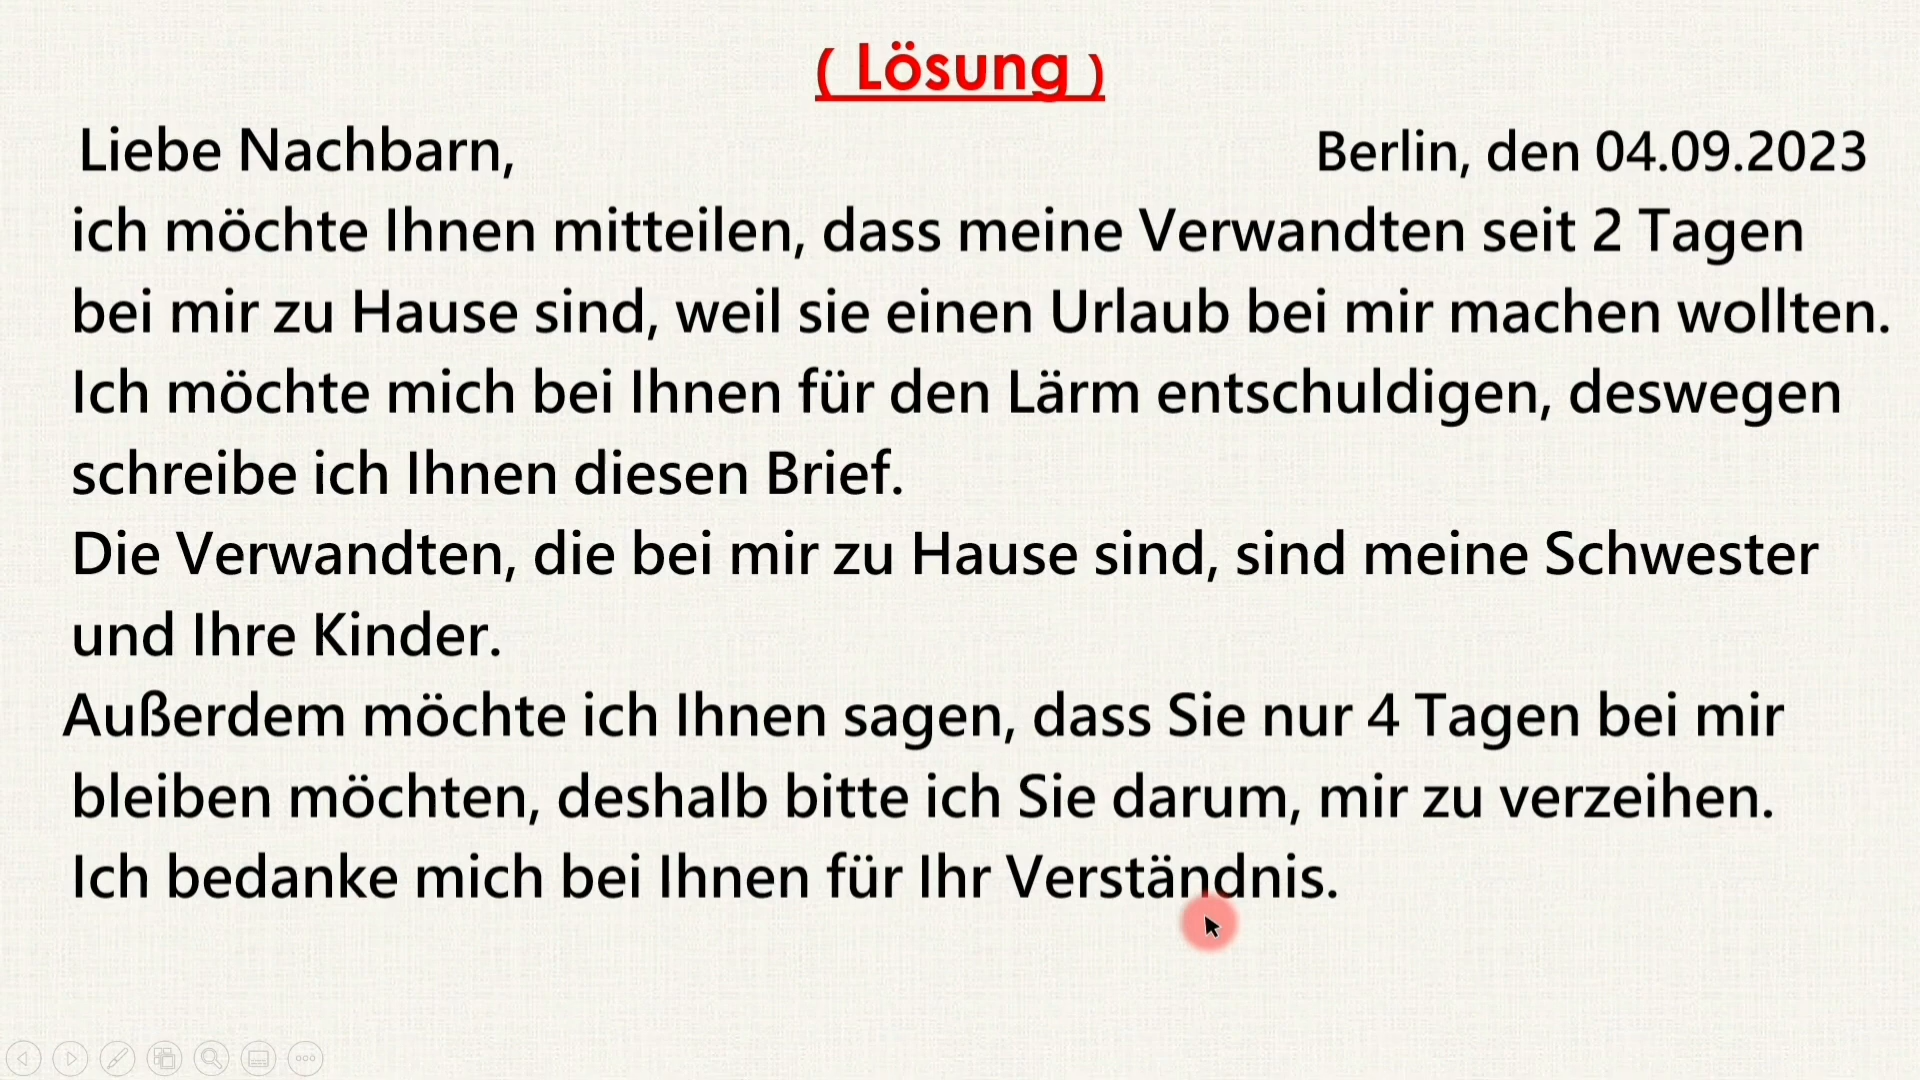 ( Lösung )
Liebe Nachbarn,
Berlin, den 04.09.2023
ich möchte Ihnen mitteilen, dass meine Verwandten seit 2 Tagen
bei mir zu Hause sind, weil sie einen Urlaub bei mir machen wollten.
Ich möchte mich bei Ihnen für den Lärm entschuldigen, deswegen
schreibe ich Ihnen diesen Brief.
Die Verwandten, die bei mir zu Hause sind, sind meine Schwester
und Ihre Kinder.
Außerdem möchte ich Ihnen sagen, dass Sie nur 4 Tagen bei mir
bleiben möchten, deshalb bitte ich Sie darum, mir zu verzeihen.
Ich bedanke mich bei Ihnen für Ihr Verständnis.